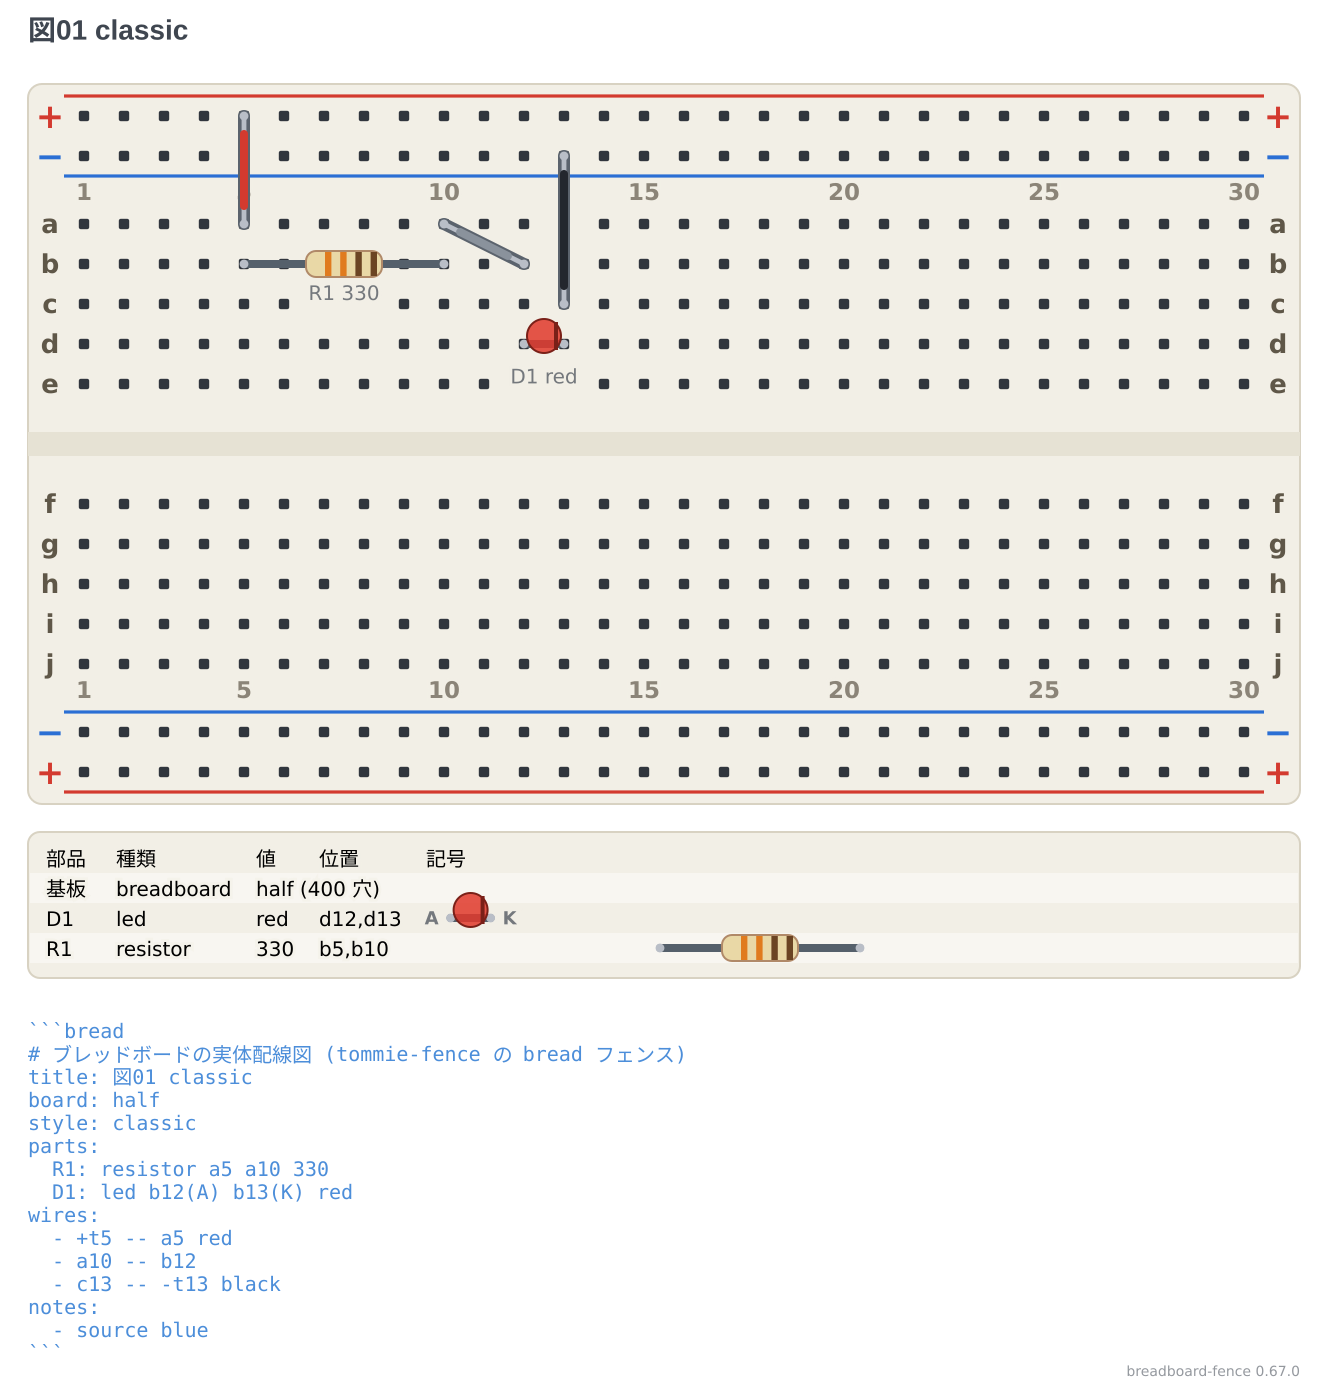 図01 classic
+ +
− −
1 10 15 20 25 30
a a
b b
R1 330
c c
d d
D1 red
e e
f f
g g
h h
i i
j j
1 5 10 15 20 25 30
− −
+ +
部品 種類 値 位置 記号
基板 breadboard half (400 穴)
D1 led red d12,d13 A K
R1 resistor 330 b5,b10
```bread
# ブレッドボードの実体配線図 (tommie-fence の bread フェンス)
title: 図01 classic
board: half
style: classic
parts:
  R1: resistor a5 a10 330
  D1: led b12(A) b13(K) red
wires:
  - +t5 -- a5 red
  - a10 -- b12
  - c13 -- -t13 black
notes:
  - source blue
```
breadboard-fence 0.67.0